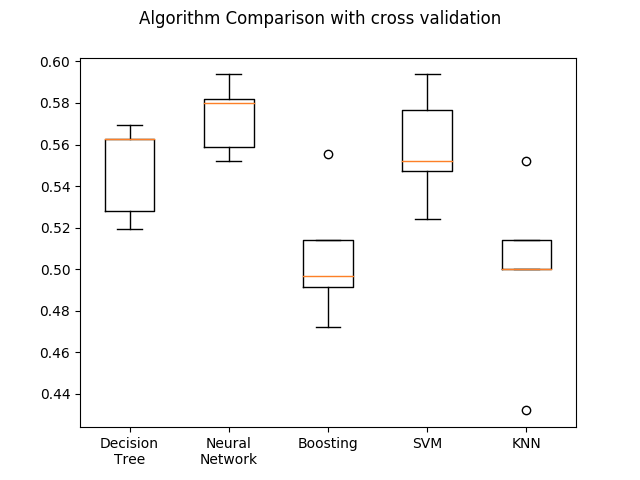 Algorithm Comparison with cross validation
0.60
0.58
0.56
0.54
0.52
0.50
0.48
0.46
0.44
Decision
Tree
Neural
Network
Boosting
SVM
KNN